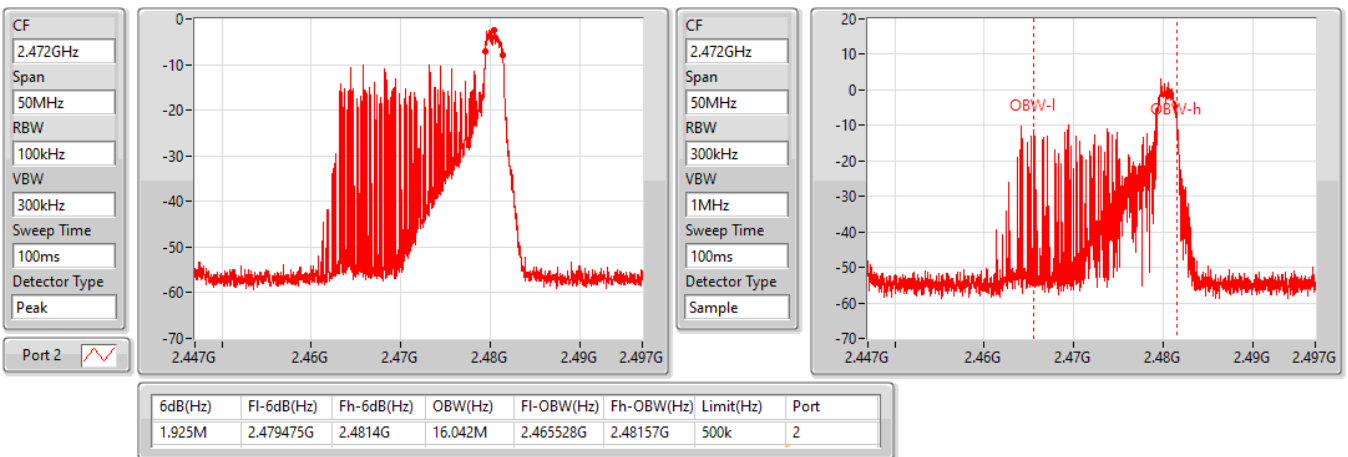 CF
2.472GHz
Span
50MHz
RBW
100kHz
VBW
300kHz
Sweep Time
100ms
Detector Type
Peak
Port 2
0
-10
-20
-30
-40
-50
-60
-70
2.447G 2.46G 2.47G 2.48G 2.49G 2.497G
CF
2.472GHz
Span
50MHz
RBW
300kHz
VBW
1MHz
Sweep Time
100ms
Detector Type
Sample
20
10
0
-10
-20
-30
-40
-50
-60
-70
OBW-l OBW-h
2.447G 2.46G 2.47G 2.48G 2.49G 2.497G
6dB(Hz) Fl-6dB(Hz) Fh-6dB(Hz) OBW(Hz) Fl-OBW(Hz) Fh-OBW(Hz) Limit(Hz) Port
1.925M 2.479475G 2.4814G 16.042M 2.465528G 2.48157G 500k 2